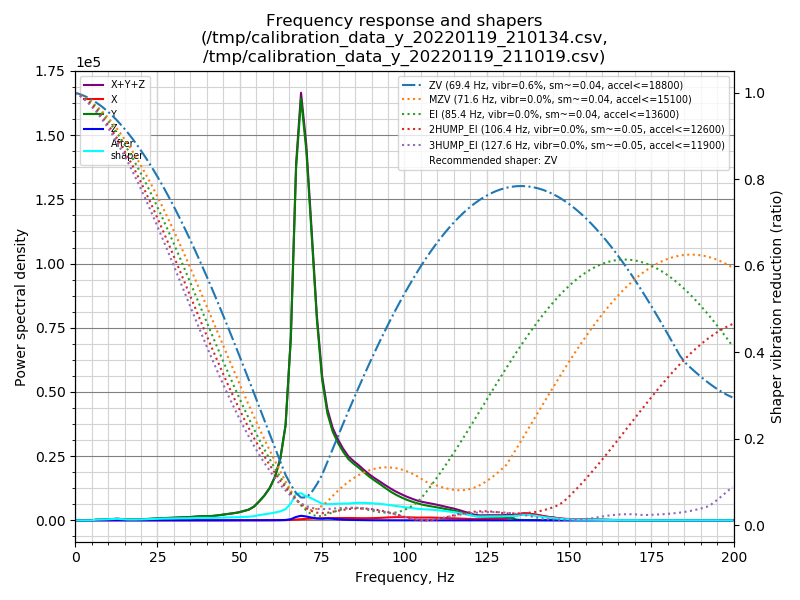 Frequency response and shapers
(/tmp/calibration_data_y_20220119_210134.csv,
/tmp/calibration_data_y_20220119_211019.csv)
1e5
X+Y+Z
X
Y
Z
After
shaper
ZV (69.4 Hz, vibr=0.6%, sm~=0.04, accel<=18800)
MZV (71.6 Hz, vibr=0.0%, sm~=0.04, accel<=15100)
EI (85.4 Hz, vibr=0.0%, sm~=0.04, accel<=13600)
2HUMP_EI (106.4 Hz, vibr=0.0%, sm~=0.05, accel<=12600)
3HUMP_EI (127.6 Hz, vibr=0.0%, sm~=0.05, accel<=11900)
Recommended shaper: ZV
Power spectral density
1.75
1.50
1.25
1.00
0.75
0.50
0.25
0.00
1.0
0.8
0.6
0.4
0.2
0.0
Shaper vibration reduction (ratio)
0 25 50 75 100 125 150 175 200
Frequency, Hz